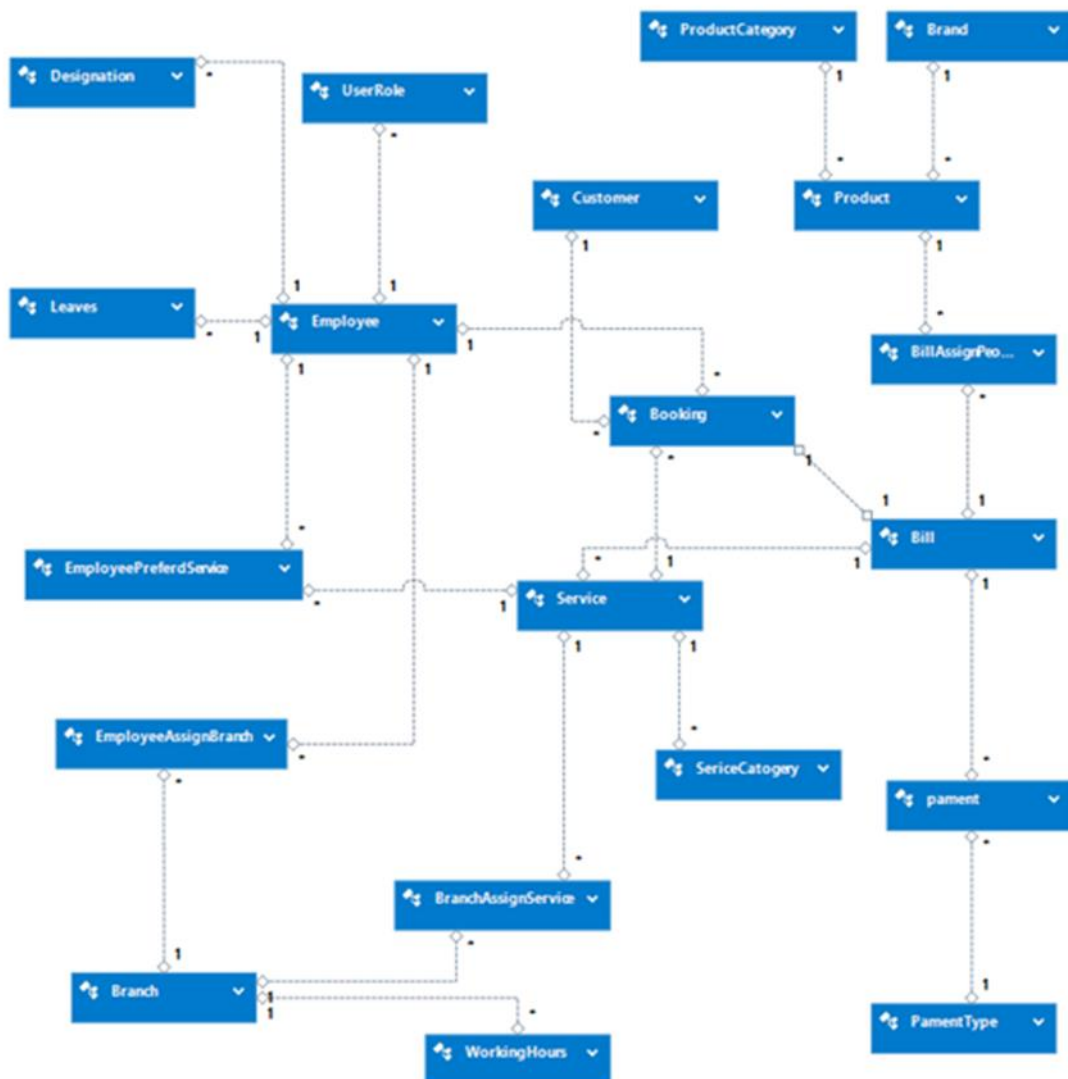 ProductCategory
Brand
Designation
UserRole
1
1
*
*
*
*
Customer
Product
1
1
1
1
Leaves
Employee
*
1
1
*
1
1
BillAssignPeo...
*
*
Booking
*
*
1
1
1
*
*
1
1
Bill
EmployeePreferdService
*
1
Service
1
1
1
*
EmployeeAssignBranch
*
SericeCatogery
*
*
pament
*
*
BranchAssignService
*
1
1
Branch
1
1
*
PamentType
WorkingHours